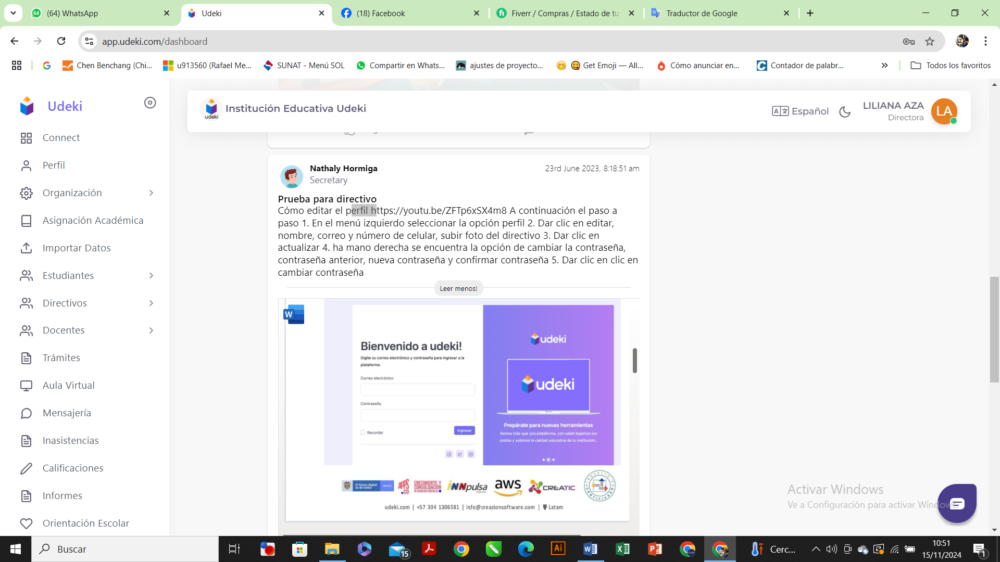 (64) WhatsApp
Udeki
(18) Facebook
Fiverr / Compras / Estado de tu
Traductor de Google
app.udeki.com/dashboard
Chen Benchang (Chi...
u913560 (Rafael Me...
SUNAT - Menú SOL
Compartir en Whats...
ajustes de proyecto...
Get Emoji — All...
Cómo anunciar en...
Contador de palabr...
Todos los favoritos
Udeki
Connect
Perfil
Organización
Asignación Académica
Importar Datos
Estudiantes
Directivos
Docentes
Trámites
Aula Virtual
Mensajería
Inasistencias
Calificaciones
Informes
Orientación Escolar
udeki
Institución Educativa Udeki
Español
LILIANA AZA
Directora
LA
Nathaly Hormiga
Secretary
23rd June 2023, 8:18:51 am
Prueba para directivo
Cómo editar el perfil https://youtu.be/ZFTp6xSX4m8 A continuación el paso a
paso 1. En el menú izquierdo seleccionar la opción perfil 2. Dar clic en editar,
nombre, correo y número de celular, subir foto del directivo 3. Dar clic en
actualizar 4. ha mano derecha se encuentra la opción de cambiar la contraseña,
contraseña anterior, nueva contraseña y confirmar contraseña 5. Dar clic en clic en
cambiar contraseña
Leer menos!
W
Bienvenido a udeki!
Digite su correo electrónico y contraseña para ingresar a la
plataforma.
Correo electrónico
Contraseña
Recordar
Ingresar
udeki
udeki
Prepárate para nuevas herramientas
Somos más que una plataforma, con udeki bajamos tus
costos y subimos la calidad educativa de tu institución..
El futuro digital
es de todos
MinTIC
APPS
.CO
CRECIMIENTO Y
CONSOLIDACIÓN
DE NEGOCIOS DIGITALES
iNNpulsa
Colombia
aws
CREATIC
CERTIFICADO
udeki.com | +57 304 1306581 | info@creazionsoftware.com | Latam
Activar Windows
Ve a Configuración para activar Windows.
Buscar
15
Cerc...
10:51
15/11/2024
1